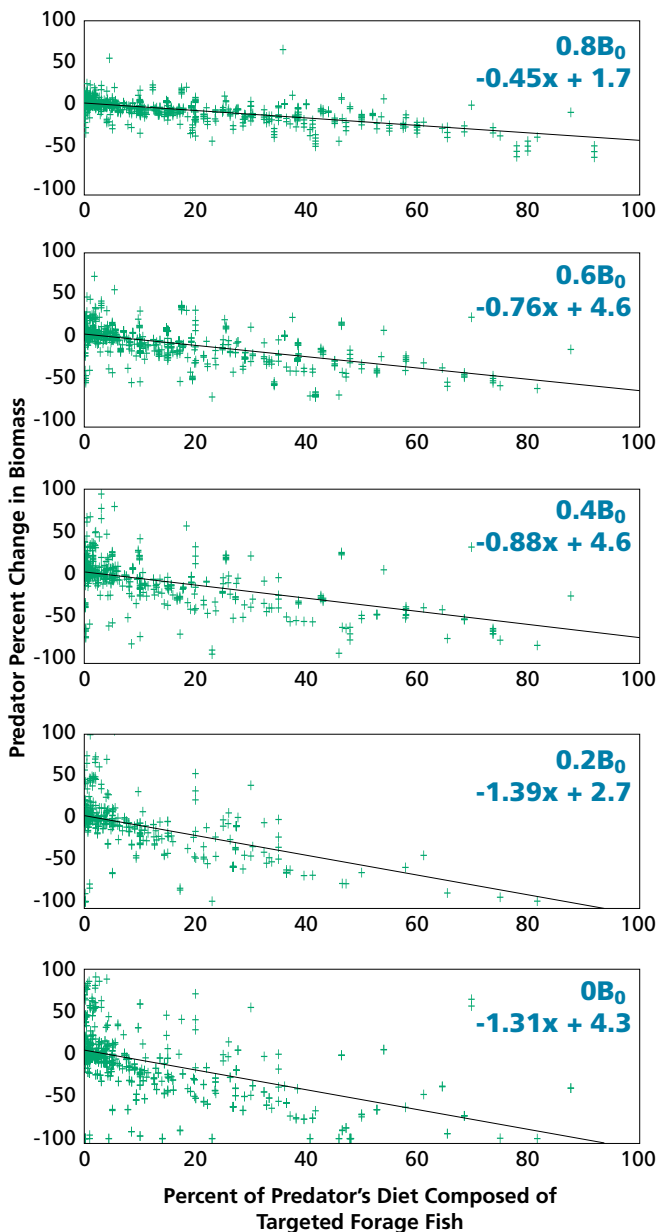 Predator Percent Change in Biomass
100
50
0
-50
-100
0 20 40 60 80 100
0.8B₀
-0.45x + 1.7
100
50
0
-50
-100
0 20 40 60 80 100
0.6B₀
-0.76x + 4.6
100
50
0
-50
-100
0 20 40 60 80 100
0.4B₀
-0.88x + 4.6
100
50
0
-50
-100
0 20 40 60 80 100
0.2B₀
-1.39x + 2.7
100
50
0
-50
-100
0 20 40 60 80 100
0B₀
-1.31x + 4.3
Percent of Predator’s Diet Composed of
Targeted Forage Fish